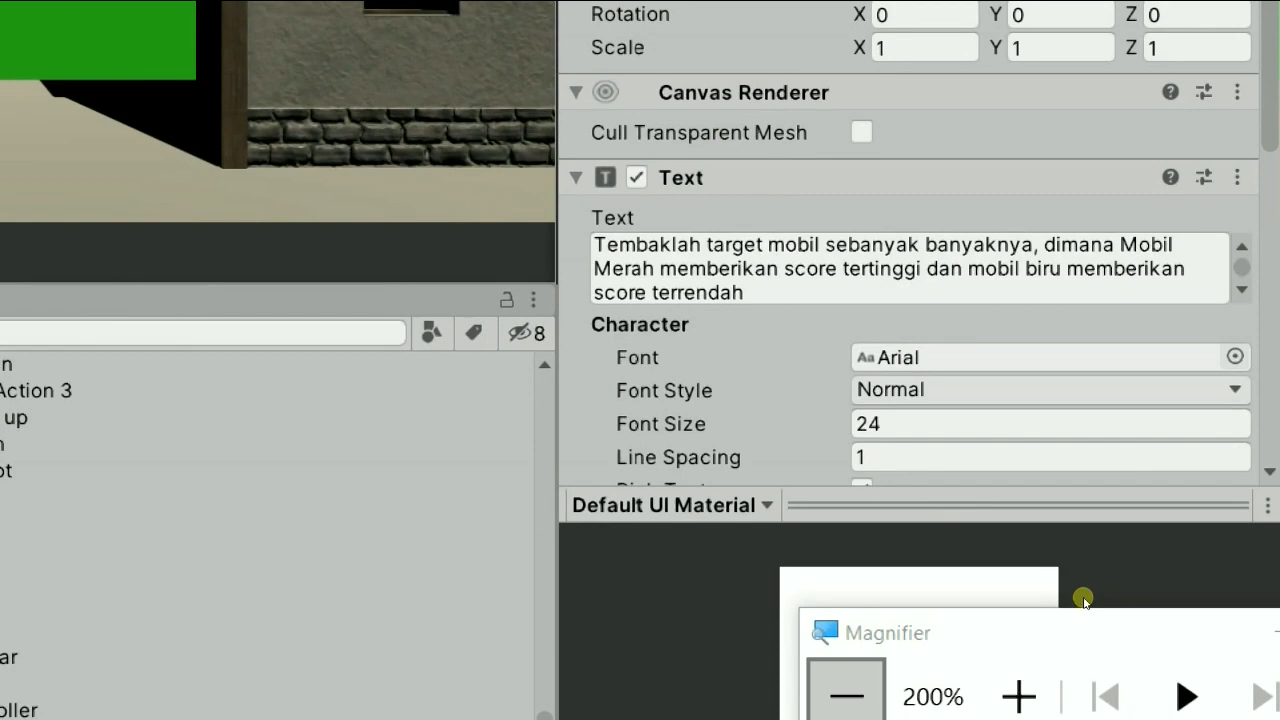 Rotation X 0 Y 0 Z 0
Scale X 1 Y 1 Z 1
Canvas Renderer
Cull Transparent Mesh
Text
Text
Tembaklah target mobil sebanyak banyaknya, dimana Mobil
Merah memberikan score tertinggi dan mobil biru memberikan
score terrendah
Character
Font Aa Arial
Font Style Normal
Font Size 24
Line Spacing 1
Default UI Material
8
Action 3
up
Magnifier
200%